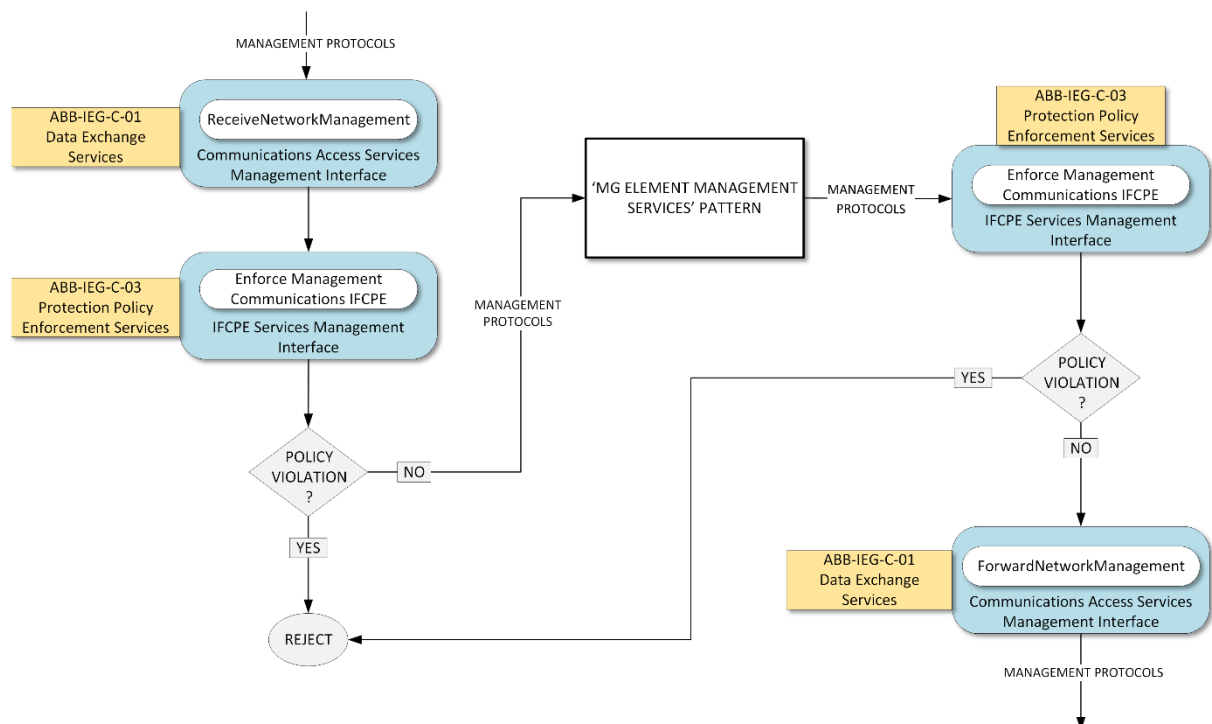 MANAGEMENT PROTOCOLS
ABB-IEG-C-01
Data Exchange
Services
ReceiveNetworkManagement
Communications Access Services
Management Interface
ABB-IEG-C-03
Protection Policy
Enforcement Services
Enforce Management
Communications IFCPE
IFCPE Services Management
Interface
POLICY
VIOLATION
?
NO
YES
REJECT
MANAGEMENT
PROTOCOLS
‘MG ELEMENT MANAGEMENT
SERVICES’ PATTERN
MANAGEMENT
PROTOCOLS
ABB-IEG-C-03
Protection Policy
Enforcement Services
Enforce Management
Communications IFCPE
IFCPE Services Management
Interface
POLICY
VIOLATION
?
YES
NO
ABB-IEG-C-01
Data Exchange
Services
ForwardNetworkManagement
Communications Access Services
Management Interface
MANAGEMENT PROTOCOLS